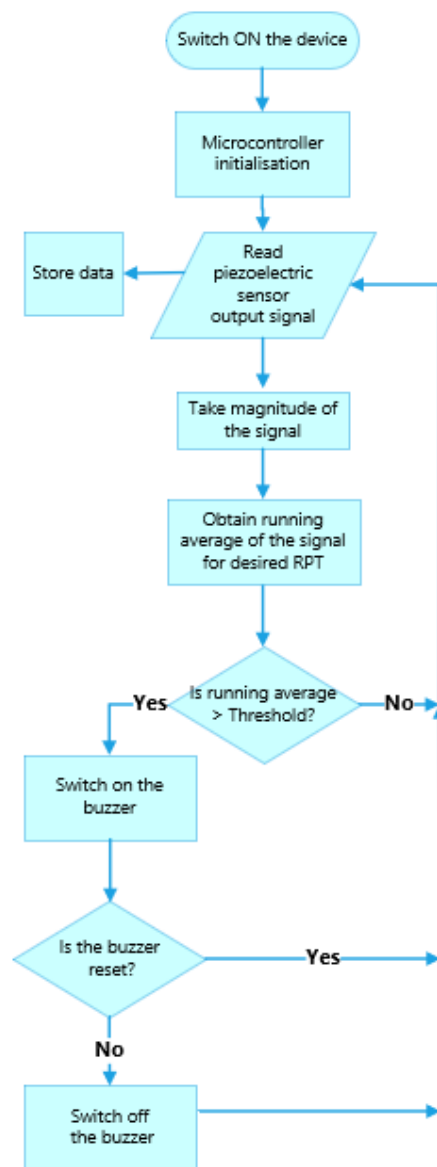 Switch ON the device
Microcontroller
initialisation
Read
piezoelectric
sensor
output signal
Store data
Take magnitude of
the signal
Obtain running
average of the signal
for desired RPT
Is running average
> Threshold?
Yes
No
Switch on the
buzzer
Is the buzzer
reset?
Yes
No
Switch off
the buzzer